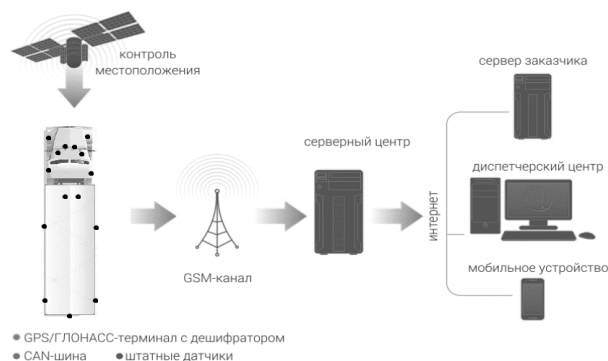 контроль
местоположения
сервер заказчика
серверный центр
диспетчерский центр
интернет
мобильное устройство
GSM-канал
GPS/ГЛОНАСС-терминал с дешифратором
CAN-шина
штатные датчики